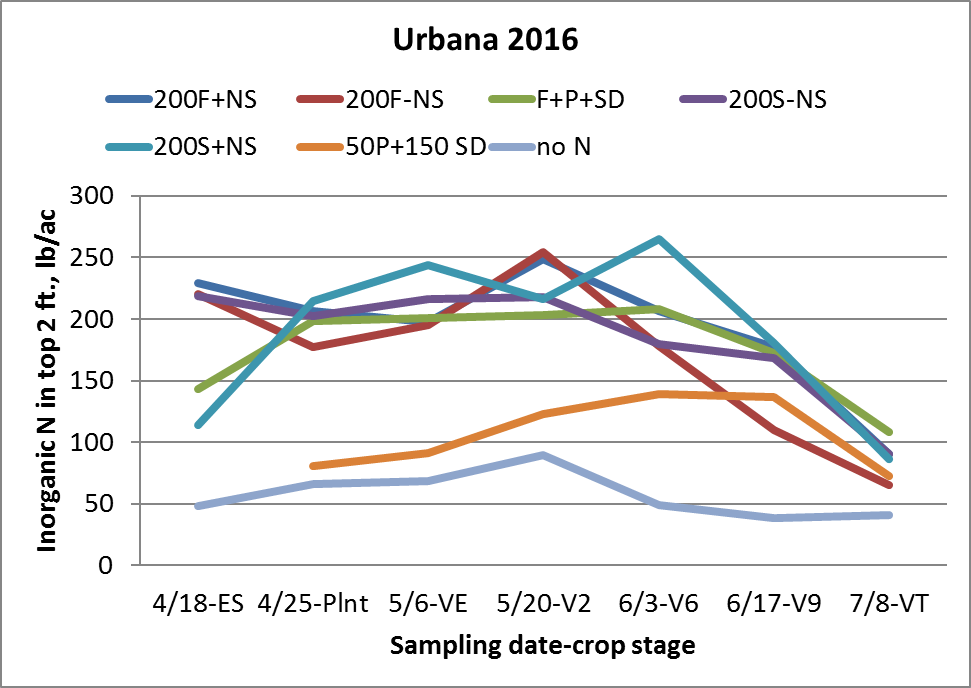 Urbana 2016
200F+NS 200F-NS F+P+SD 200S-NS
200S+NS 50P+150 SD no N
Inorganic N in top 2 ft., lb/ac
300
250
200
150
100
50
0
4/18-ES 4/25-Plnt 5/6-VE 5/20-V2 6/3-V6 6/17-V9 7/8-VT
Sampling date-crop stage